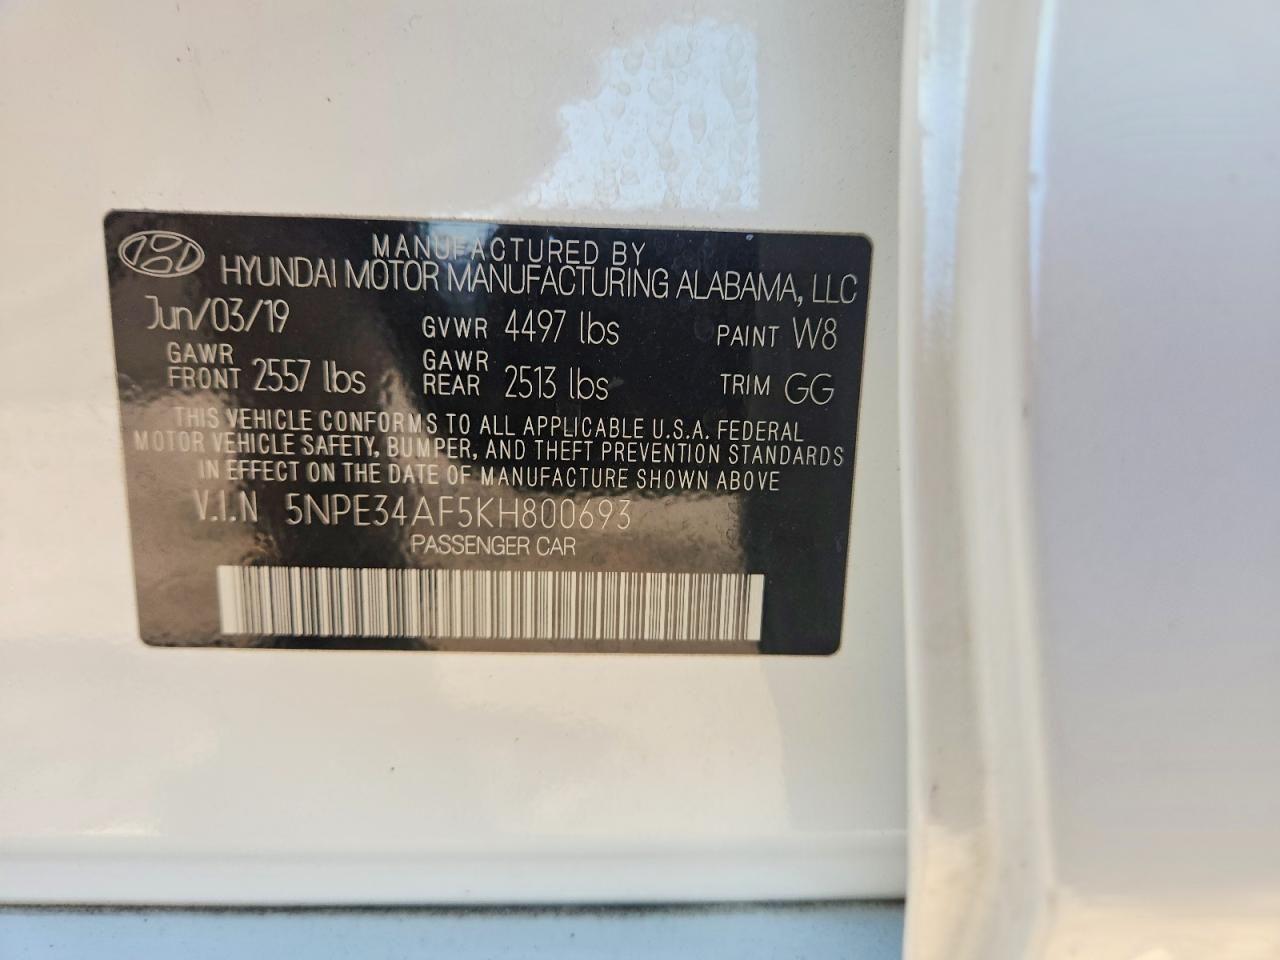 MANUFACTURED BY
HYUNDAI MOTOR MANUFACTURING ALABAMA, LLC
Jun/03/19 GVWR 4497 lbs PAINT W8
GAWR FRONT 2557 lbs GAWR REAR 2513 lbs TRIM GG
THIS VEHICLE CONFORMS TO ALL APPLICABLE U.S.A. FEDERAL
MOTOR VEHICLE SAFETY, BUMPER, AND THEFT PREVENTION STANDARDS
IN EFFECT ON THE DATE OF MANUFACTURE SHOWN ABOVE
V.I.N 5NPE34AF5KH800693
PASSENGER CAR